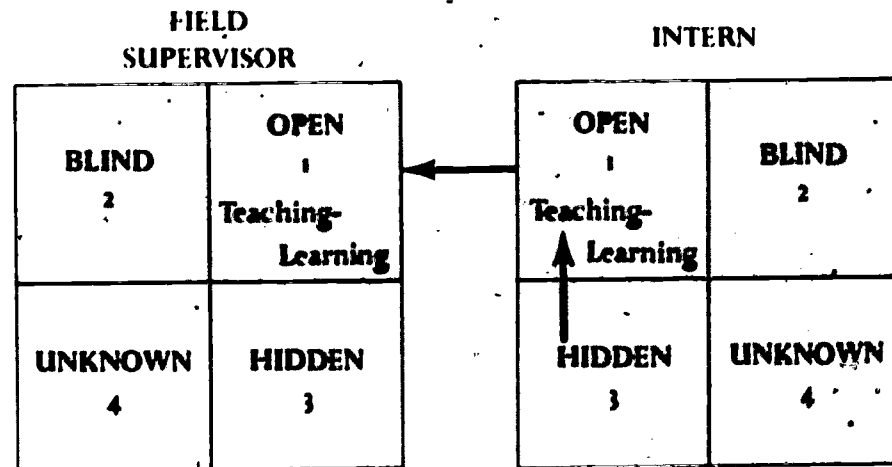 FIELD
SUPERVISOR
BLIND
2
OPEN
1
Teaching-
Learning
UNKNOWN
4
HIDDEN
3
INTERN
OPEN
1
Teaching-
Learning
BLIND
2
HIDDEN
3
UNKNOWN
4